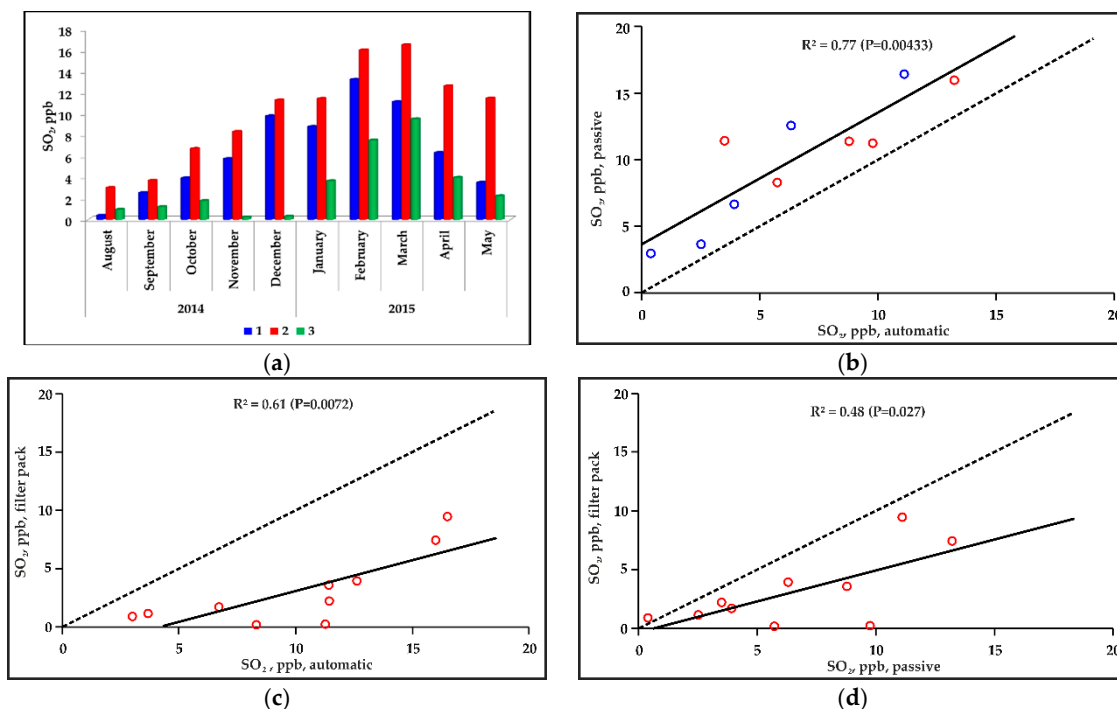 18
16
14
12
10
8
6
4
2
0
SO₂, ppb
August
September
October
November
December
January
February
March
April
May
2014
2015
1 2 3
(a)
R² = 0.77 (P=0.00433)
20
15
10
5
0
SO₂, ppb, passive
0 5 10 15 20
SO₂, ppb, automatic
(b)
R² = 0.61 (P=0.0072)
20
15
10
5
0
SO₂, ppb, filter pack
0 5 10 15 20
SO₂, ppb, automatic
(c)
R² = 0.48 (P=0.027)
20
15
10
5
0
SO₂, ppb, filter pack
0 5 10 15 20
SO₂, ppb, passive
(d)